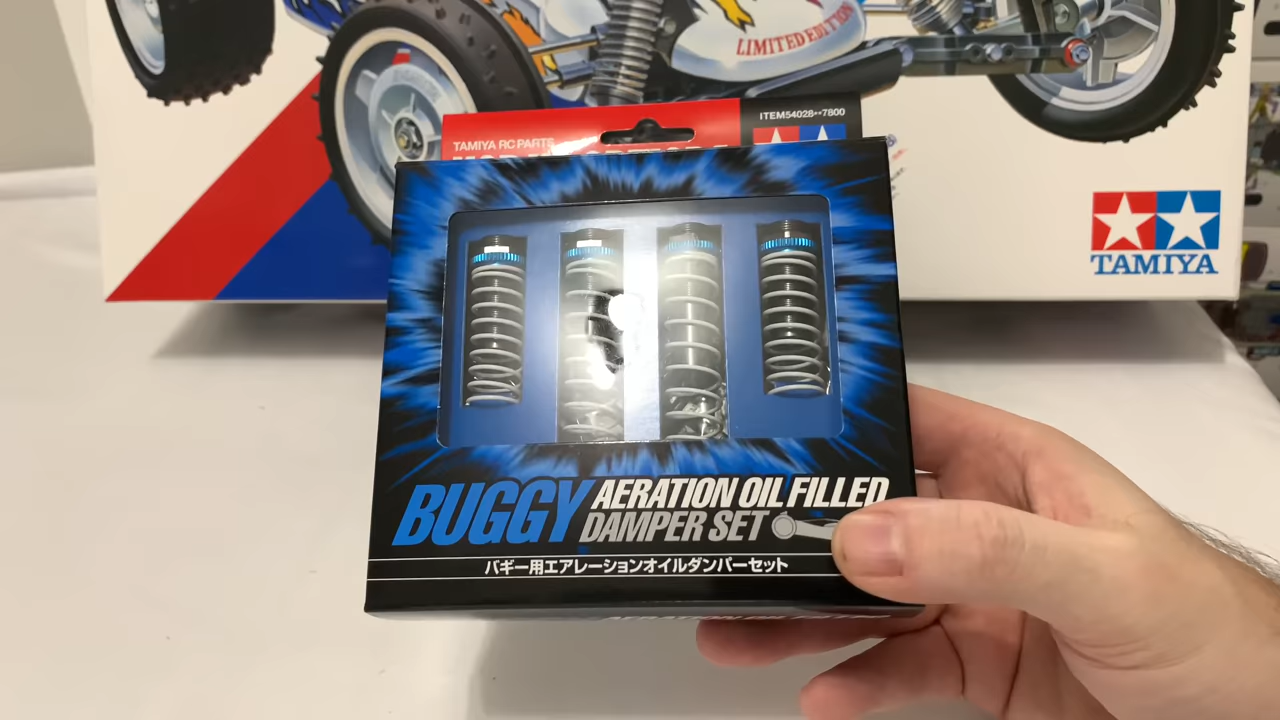 LIMITED EDITION
TAMIYA RC PARTS
ITEM54028**7800
TAMIYA
BUGGY
AERATION OIL FILLED
DAMPER SET
バギー用エアレーションオイルダンパーセット